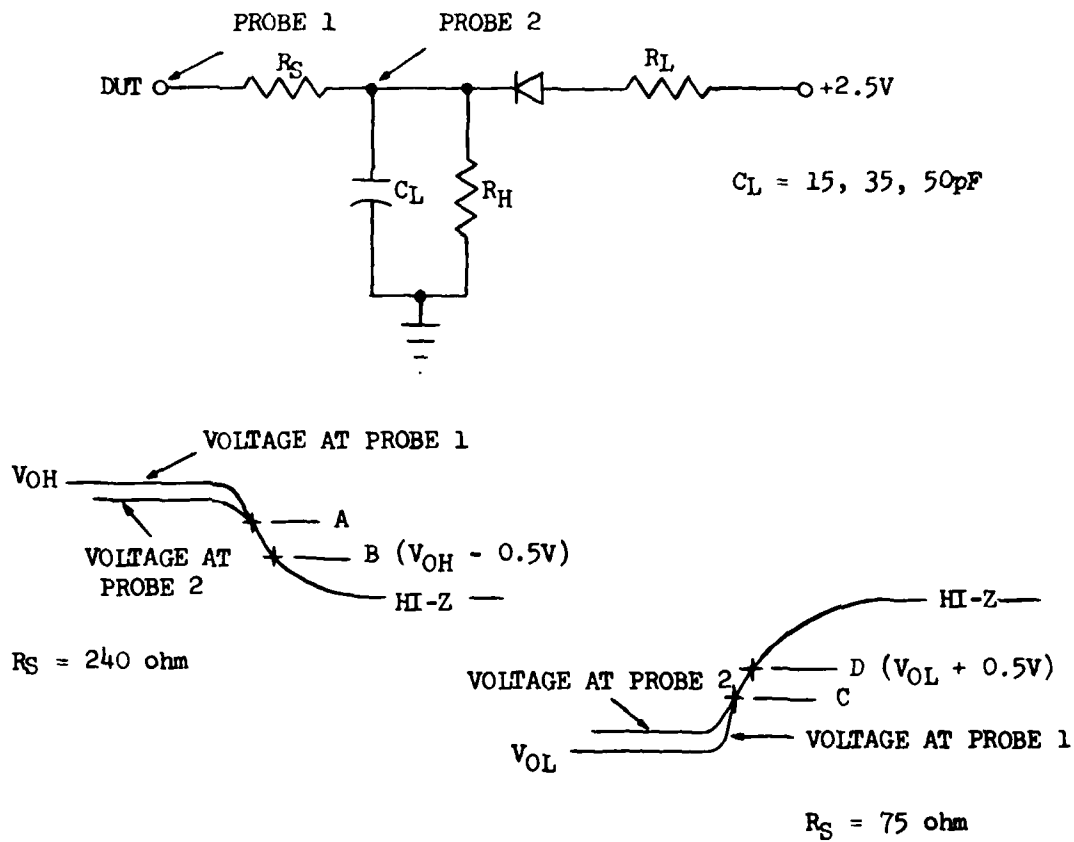 PROBE 1 PROBE 2
DUT
RS
RL
+2.5V
CL
RH
CL = 15, 35, 50pF
VOLTAGE AT PROBE 1
VOH
A
VOLTAGE AT
PROBE 2
B (VOH - 0.5V)
HI-Z
RS = 240 ohm
HI-Z
VOLTAGE AT PROBE 2
D (VOL + 0.5V)
C
VOL
VOLTAGE AT PROBE 1
RS = 75 ohm